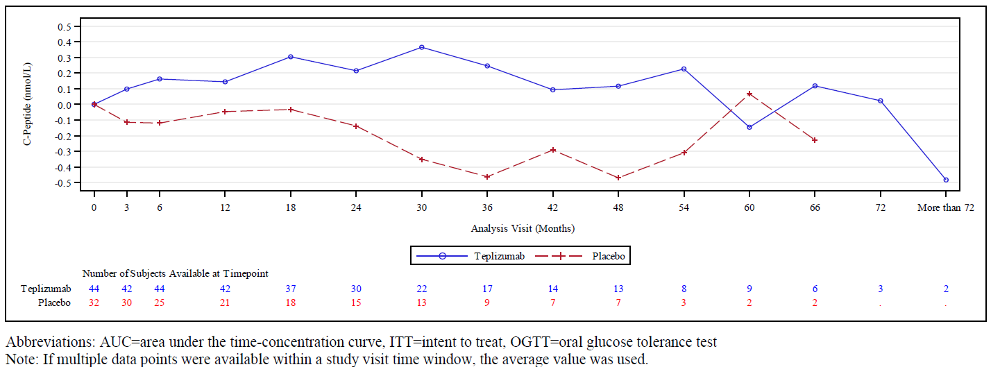 0.5
0.4
0.3
0.2
0.1
0.0
-0.1
-0.2
-0.3
-0.4
-0.5
C-Peptide (nmol/L)
0 3 6 12 18 24 30 36 42 48 54 60 66 72 More than 72
Analysis Visit (Months)
Teplizumab Placebo
Number of Subjects Available at Timepoint
Teplizumab 44 42 44 42 37 30 22 17 14 13 8 9 6 3 2
Placebo 32 30 25 21 18 15 13 9 7 7 3 2 2 . .
Abbreviations: AUC=area under the time-concentration curve, ITT=intent to treat, OGTT=oral glucose tolerance test
Note: If multiple data points were available within a study visit time window, the average value was used.